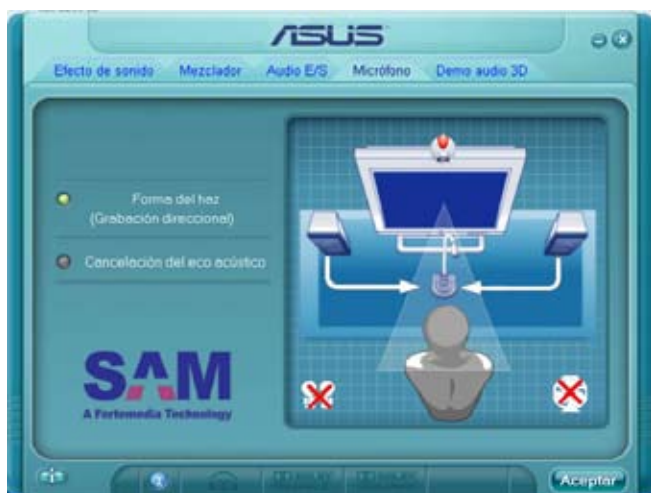 ASUS
Efecto de sonido Mezclador Audio E/S Micrófono Demo audio 3D
Forma del haz
(Grabación direccional)
Cancelación del eco acústico
SAM
A Fortemedia Technology
Aceptar